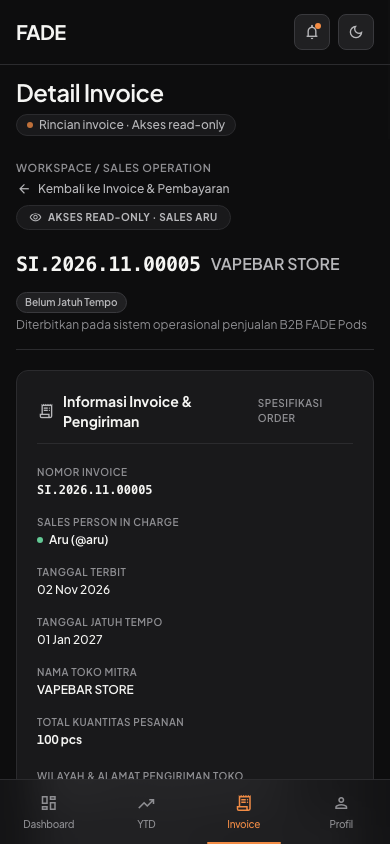 FADE
Detail Invoice
Rincian invoice · Akses read-only
WORKSPACE / SALES OPERATION
Kembali ke Invoice & Pembayaran
AKSES READ-ONLY · SALES ARU
SI.2026.11.00005 VAPEBAR STORE
Belum Jatuh Tempo
Diterbitkan pada sistem operasional penjualan B2B FADE Pods
Informasi Invoice &
Pengiriman
SPESIFIKASI
ORDER
NOMOR INVOICE
SI.2026.11.00005
SALES PERSON IN CHARGE
Aru (@aru)
TANGGAL TERBIT
02 Nov 2026
TANGGAL JATUH TEMPO
01 Jan 2027
NAMA TOKO MITRA
VAPEBAR STORE
TOTAL KUANTITAS PESANAN
100 pcs
WILAYAH & ALAMAT PENGIRIMAN TOKO
Dashboard
YTD
Invoice
Profil